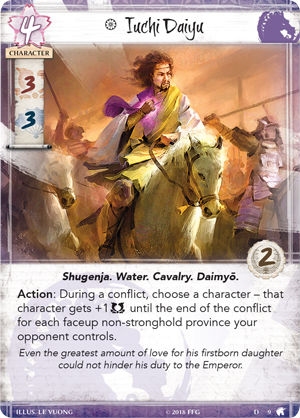 4
Iuchi Daiyu
CHARACTER
3
3
2
Shugenja. Water. Cavalry. Daimyō.
Action: During a conflict, choose a character – that
character gets +1 until the end of the conflict
for each faceup non-stronghold province your
opponent controls.
Even the greatest amount of love for his firstborn daughter
could not hinder his duty to the Emperor.
ILLUS. LE VUONG
© 2018 FFG
D 9